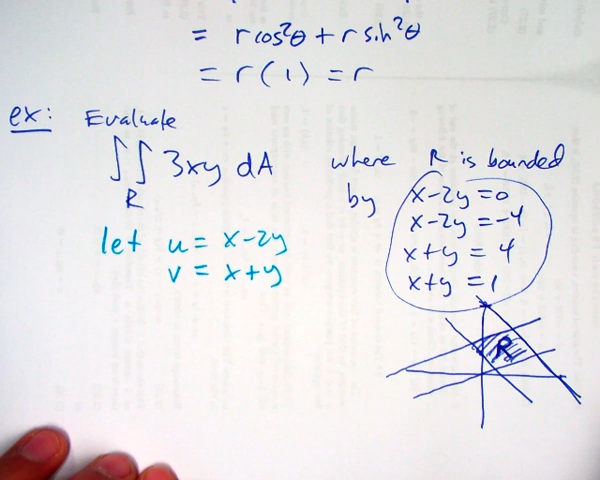 = r cos²θ + r sin²θ
= r (1) = r
ex: Evaluate
∬ 3xy dA where R is bounded
R
by x-2y=0
x-2y=-4
x+y = 4
x+y = 1
let u = x-2y
v = x+y
R